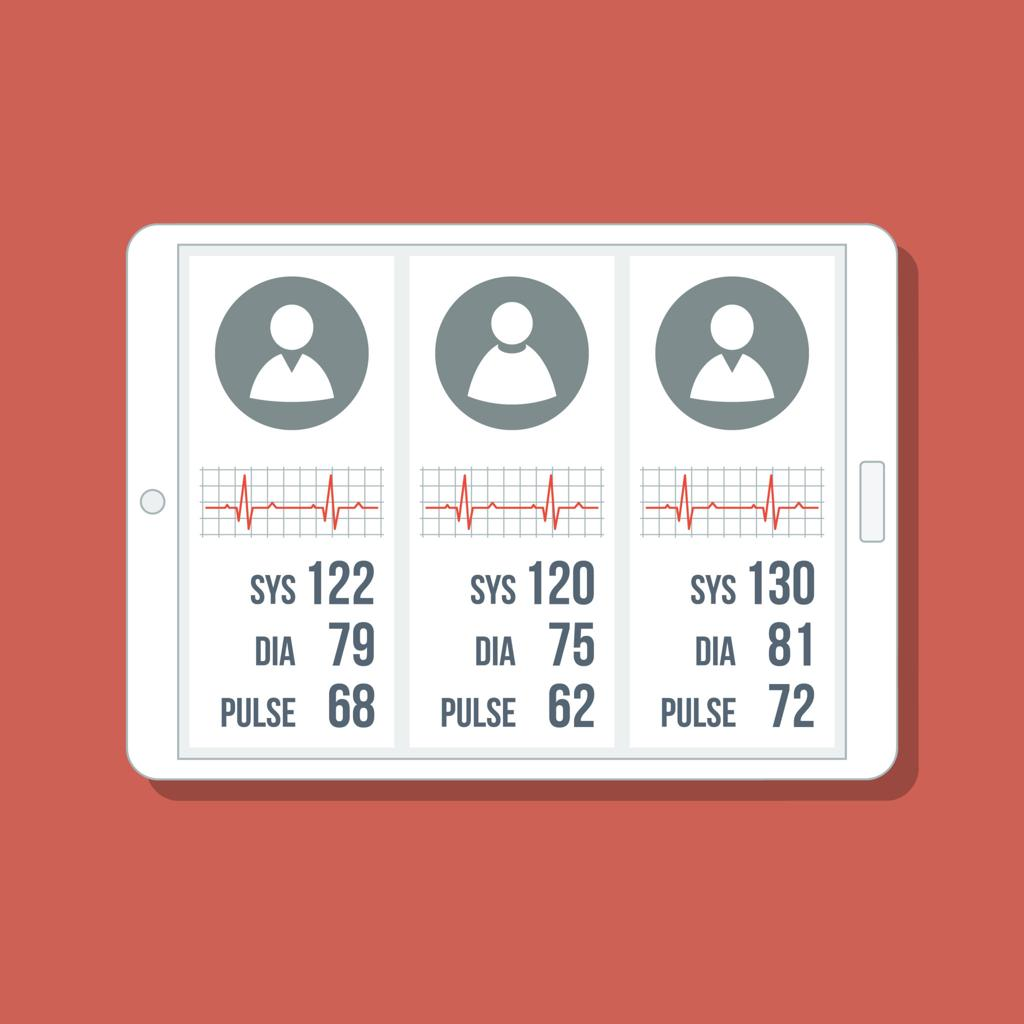 SYS 122
DIA 79
PULSE 68
SYS 120
DIA 75
PULSE 62
SYS 130
DIA 81
PULSE 72